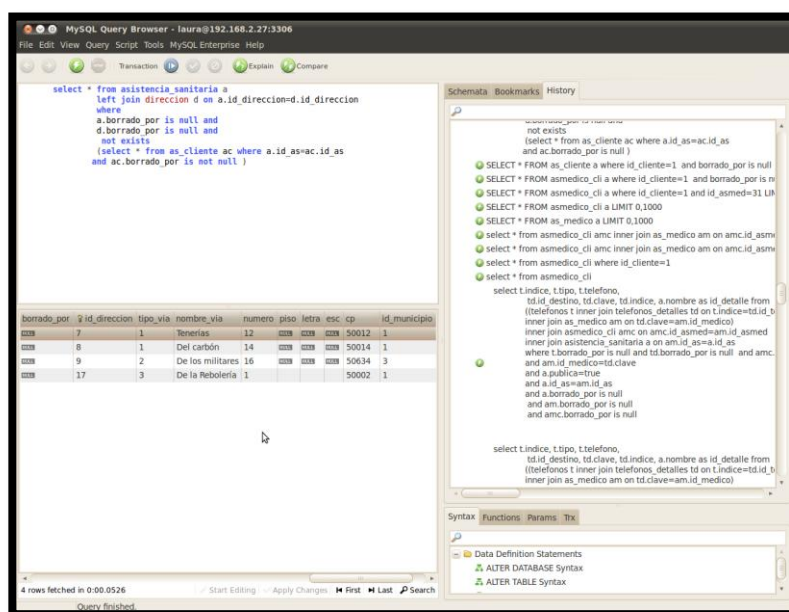 MySQL Query Browser - laura@192.168.2.27:3306
File Edit View Query Script Tools MySQL Enterprise Help
Transaction Explain Compare
select * from asistencia_sanitaria a
left join direccion d on a.id_direccion=d.id_direccion
where
a.borrado_por is null and
d.borrado_por is null and
not exists
(select * from as_cliente ac where a.id_as=ac.id_as
and ac.borrado_por is not null )
borrado_por id_direccion tipo_via nombre_via numero piso letra esc cp id_municipio
NULL 7 1 Tenerías 12 NULL NULL NULL 50012 1
NULL 8 1 Del carbón 14 NULL NULL NULL 50014 1
NULL 9 2 De los militares 16 NULL NULL NULL 50634 3
NULL 17 3 De la Rebolería 1 50002 1
4 rows fetched in 0:00.0526 Start Editing Apply Changes First Last Search
Query finished.
Schemata Bookmarks History
not exists
(select * from as_cliente ac where a.id_as=ac.id_as
and ac.borrado_por is null )
SELECT * FROM as_cliente a where id_cliente=1 and borrado_por is null
SELECT * FROM asmedico_cli a where id_cliente=1 and borrado_por is
SELECT * FROM asmedico_cli a where id_cliente=1 and id_asmed=31
SELECT * FROM asmedico_cli a LIMIT 0,1000
SELECT * FROM as_medico a LIMIT 0,1000
select * from asmedico_cli amc inner join as_medico am on amc.id_asm
select * from asmedico_cli amc inner join as_medico am on amc.id_asm
select * from asmedico_cli where id_cliente=1
select * from asmedico_cli
select t.indice, t.tipo, t.telefono,
td.id_destino, td.clave, td.indice, a.nombre as id_detalle from
((telefonos t inner join telefonos_detalles td on t.indice=td.id_t
inner join as_medico am on td.clave=am.id_medico)
inner join asmedico_cli amc on amc.id_asmed=am.id_asmed
inner join asistencia_sanitaria a on am.id_as=a.id_as
where t.borrado_por is null and td.borrado_por is null and amc.
and am.id_medico=td.clave
and a.publica=true
and a.id_as=am.id_as
and a.borrado_por is null
and am.borrado_por is null
and amc.borrado_por is null
select t.indice, t.tipo, t.telefono,
td.id_destino, td.clave, td.indice, a.nombre as id_detalle from
((telefonos t inner join telefonos_detalles td on t.indice=td.id_t
inner join as_medico am on td.clave=am.id_medico)
Syntax Functions Params Trx
Data Definition Statements
ALTER DATABASE Syntax
ALTER TABLE Syntax